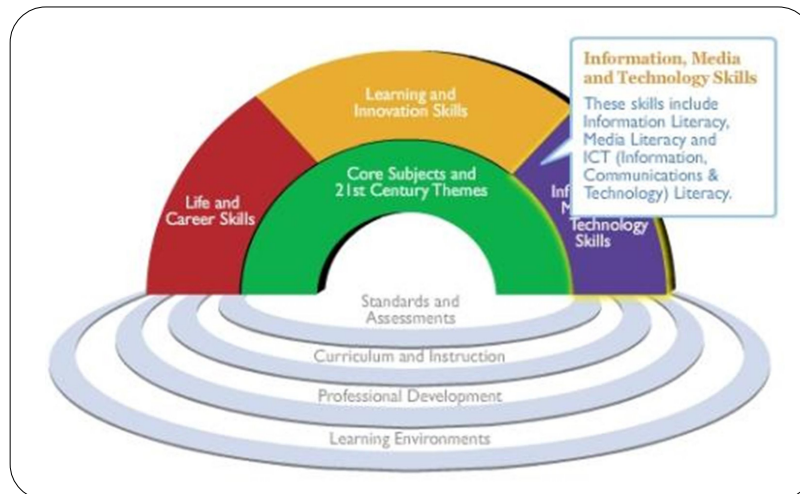 Information, Media
and Technology Skills
These skills include
Information Literacy,
Media Literacy and
ICT (Information,
Communications &
Technology) Literacy.
Learning and
Innovation Skills
Core Subjects and
21st Century Themes
Life and
Career Skills
Technology
Skills
Standards and
Assessments
Curriculum and Instruction
Professional Development
Learning Environments